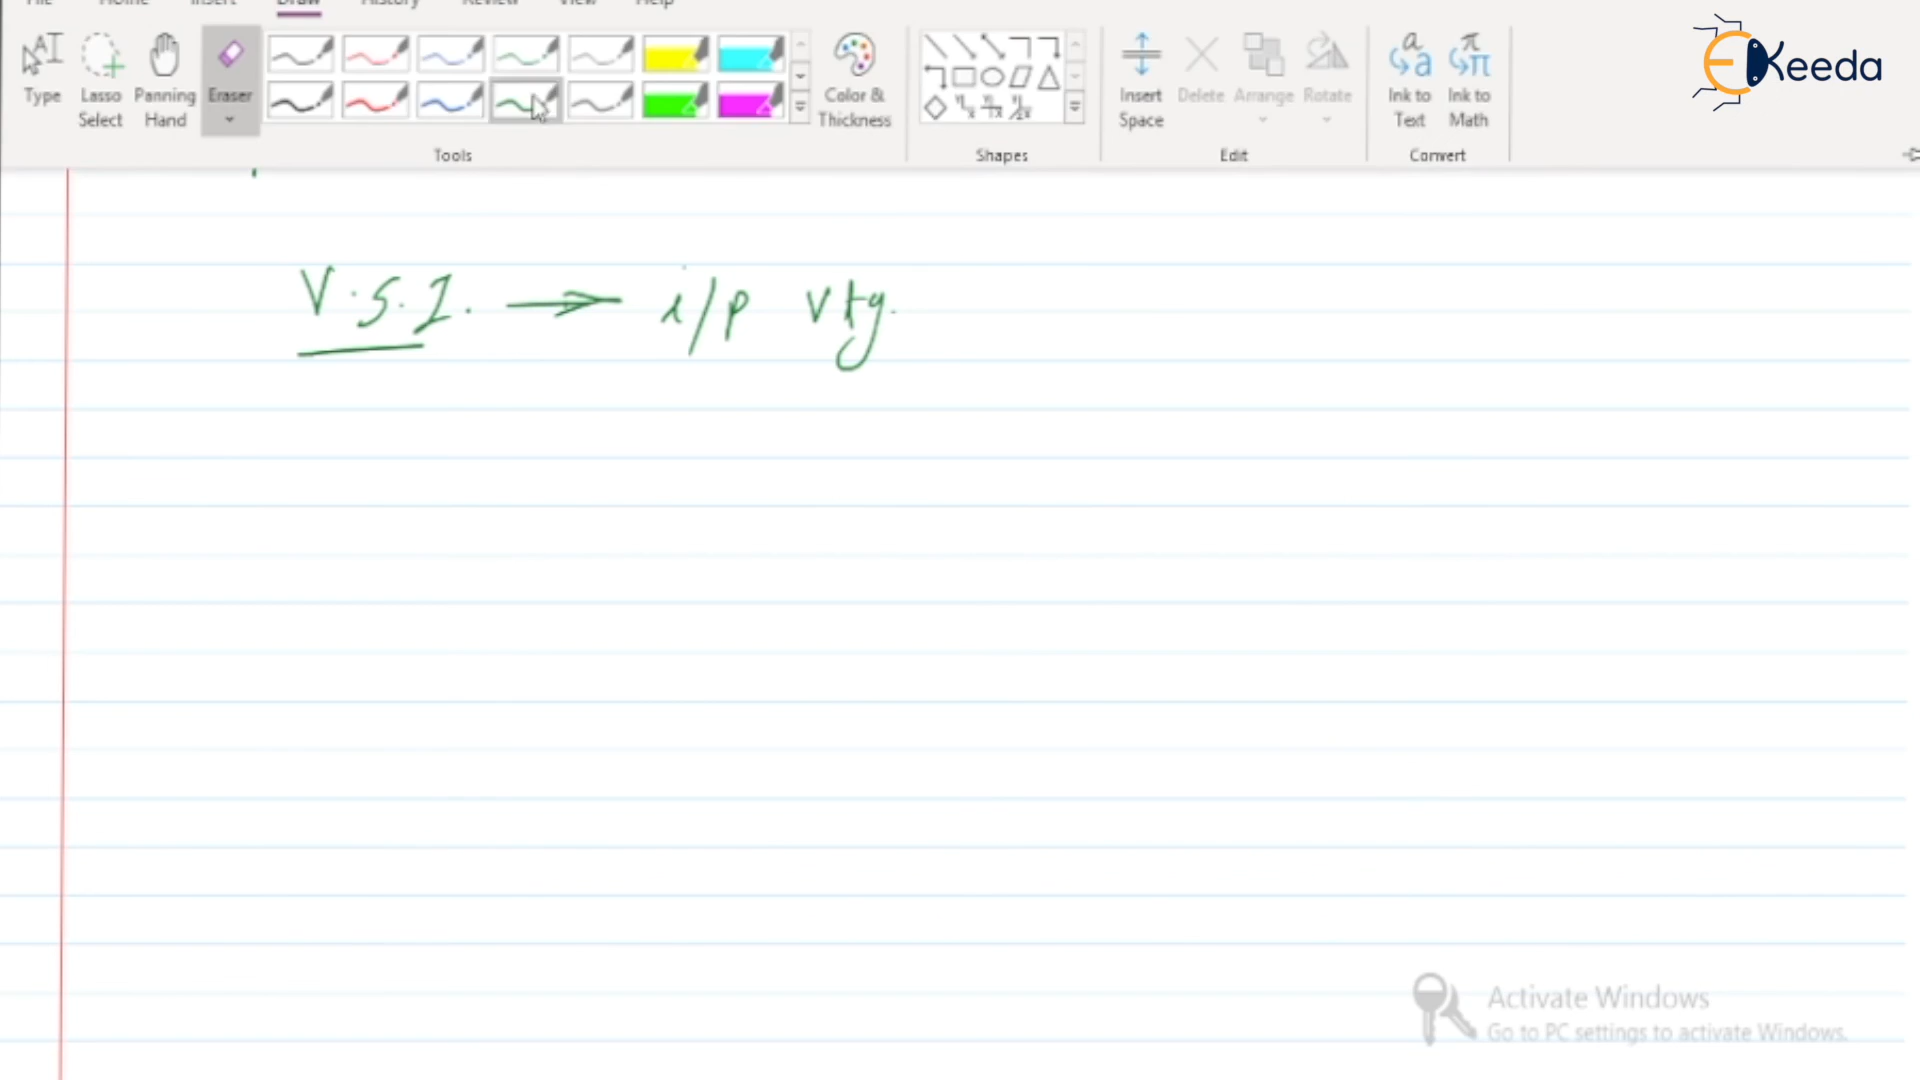 File Home Insert Draw History Review View Help
Type
Lasso Select
Panning Hand
Eraser
Color & Thickness
Insert Space
Delete
Arrange
Rotate
Ink to Text
Ink to Math
Tools
Shapes
Edit
Convert
EKeeda
V.S.I. → i/p vtg.
Activate Windows
Go to PC settings to activate Windows.